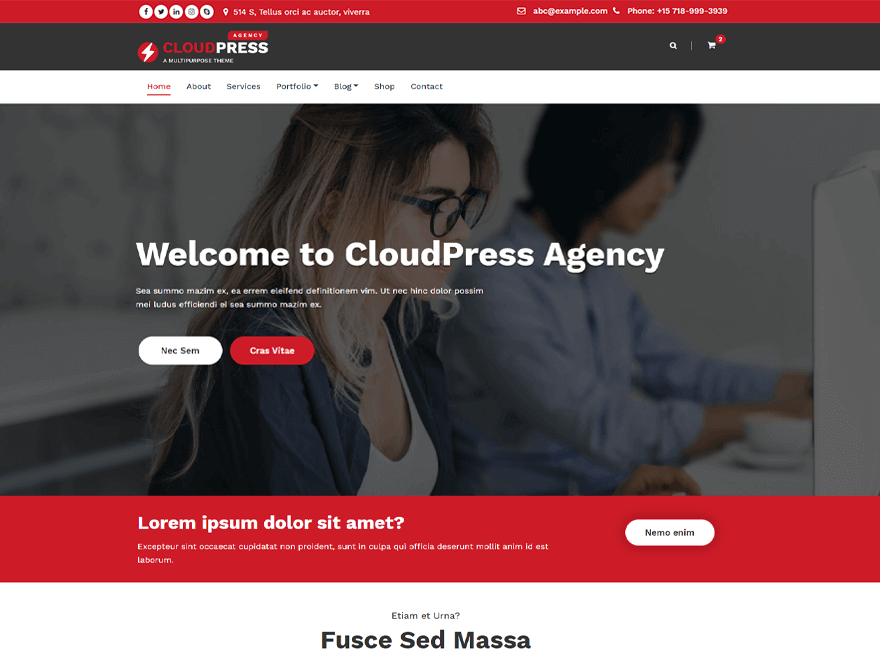 514 S, Tellus orci ac auctor, viverra
abc@example.com
Phone: +15 718-999-3939
AGENCY
CLOUDPRESS
A MULTIPURPOSE THEME
2
Home About Services Portfolio Blog Shop Contact
Welcome to CloudPress Agency
Sea summo mazim ex, ea errem eleifend definitionem vim. Ut nec hinc dolor possim
mei ludus efficiendi ei sea summo mazim ex.
Nec Sem
Cras Vitae
Lorem ipsum dolor sit amet?
Excepteur sint occaecat cupidatat non proident, sunt in culpa qui officia deserunt mollit anim id est
laborum.
Nemo enim
Etiam et Urna?
Fusce Sed Massa